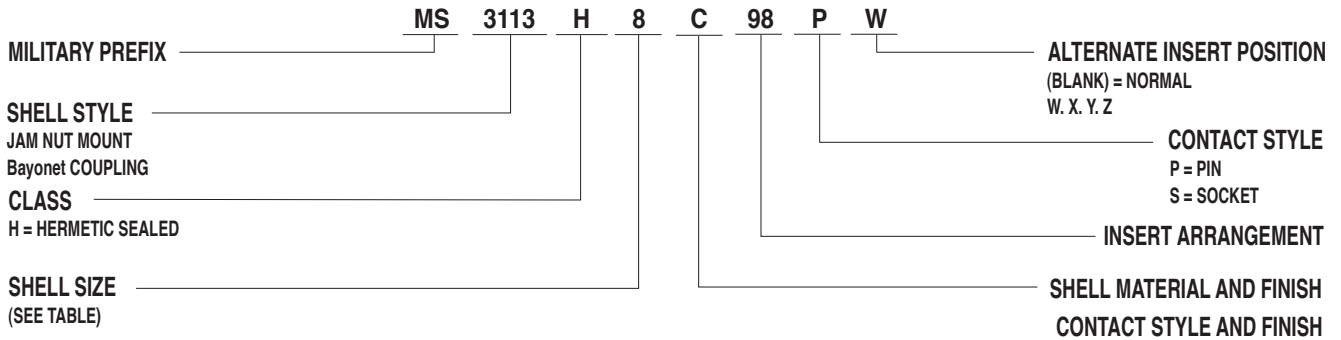 MS 3113 H 8 C 98 P W
MILITARY PREFIX
SHELL STYLE
JAM NUT MOUNT
Bayonet COUPLING
CLASS
H = HERMETIC SEALED
SHELL SIZE
(SEE TABLE)
ALTERNATE INSERT POSITION
(BLANK) = NORMAL
W. X. Y. Z
CONTACT STYLE
P = PIN
S = SOCKET
INSERT ARRANGEMENT
SHELL MATERIAL AND FINISH
CONTACT STYLE AND FINISH